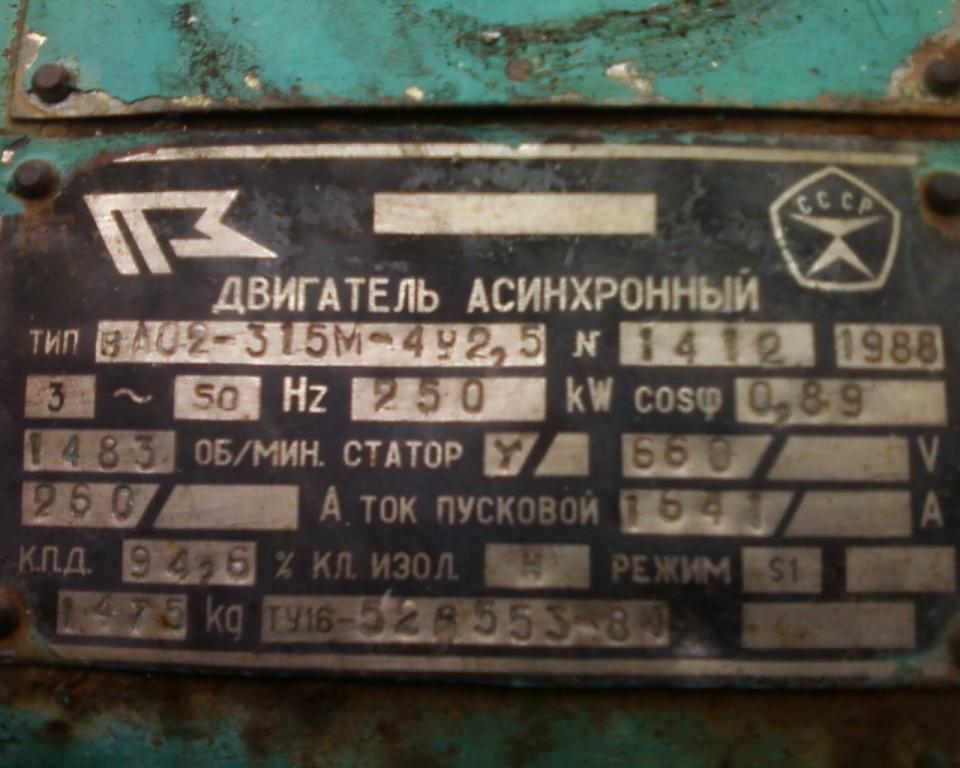 СССР
ДВИГАТЕЛЬ АСИНХРОННЫЙ
ТИП ВАО2-315М-4У2,5 № 1412 1988
3 ~ 50 Hz 250 kW cosφ 0,89
1483 ОБ/МИН. СТАТОР Y/ 660/ V
260/ А ТОК ПУСКОВОЙ 1641/ А
К.П.Д. 94,6 % КЛ. ИЗОЛ. Н РЕЖИМ S1
1475 kg ТУ16-